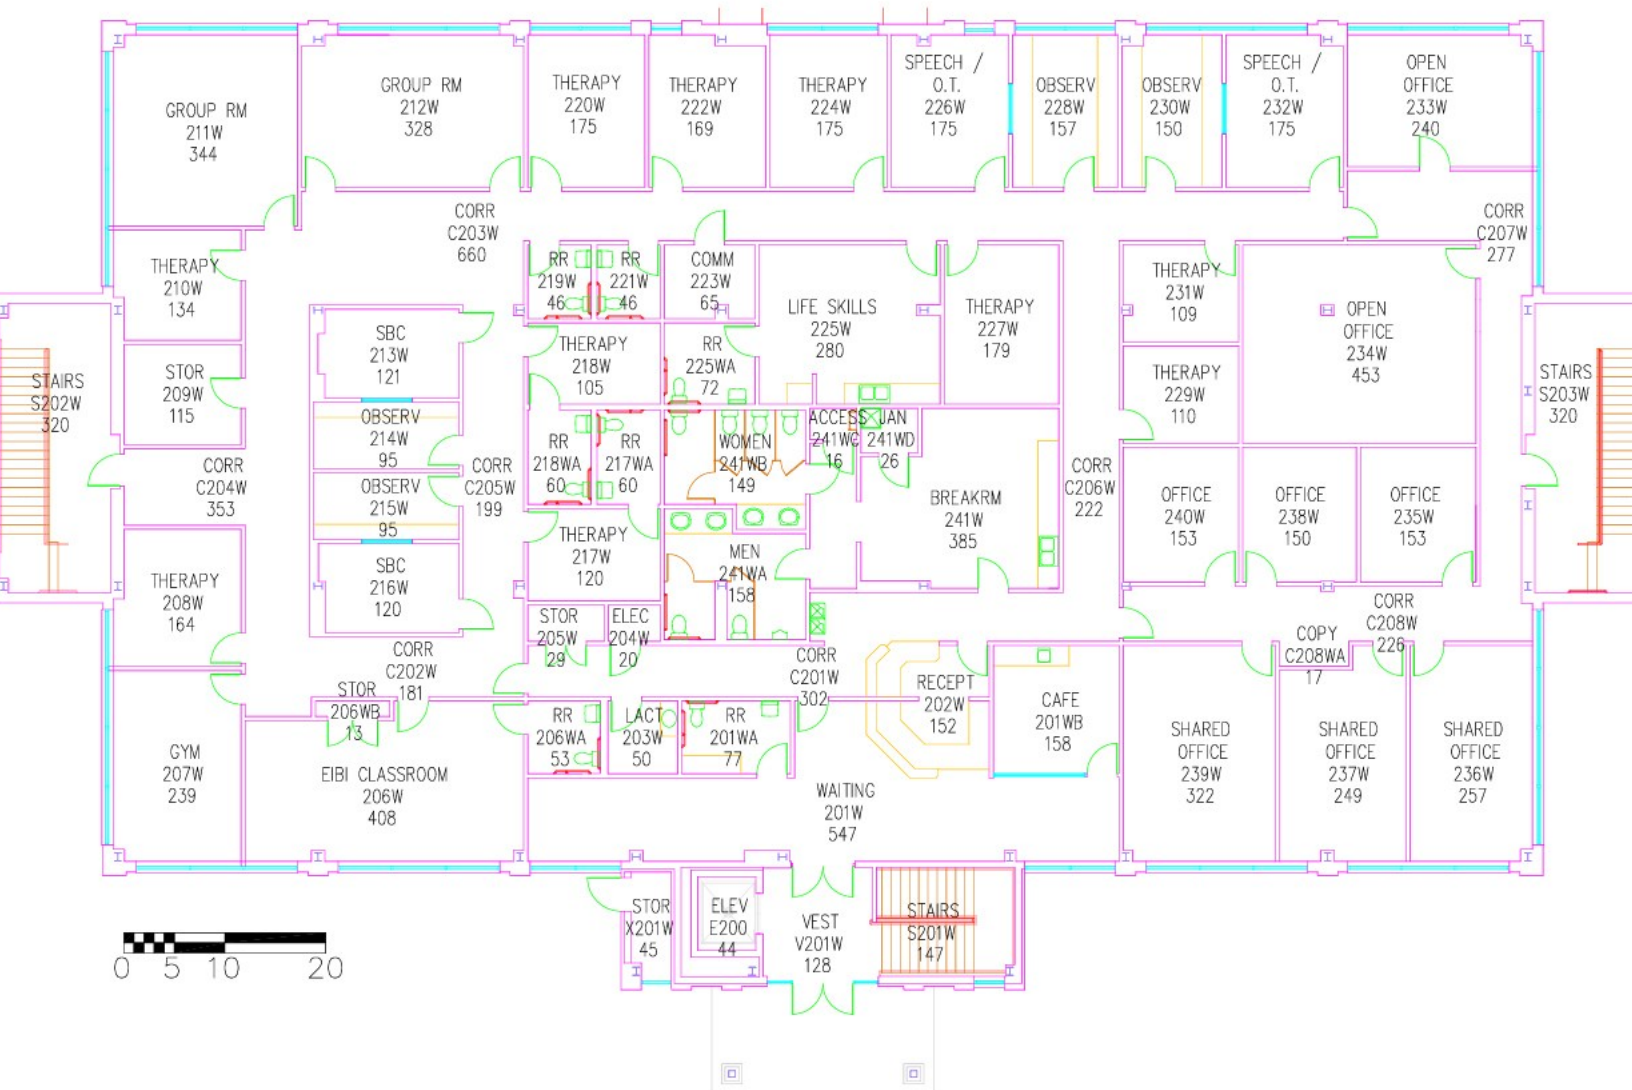 GROUP RM
211W
344
GROUP RM
212W
328
THERAPY
220W
175
THERAPY
222W
169
THERAPY
224W
175
SPEECH /
O.T.
226W
175
OBSERV
228W
157
OBSERV
230W
150
SPEECH /
O.T.
232W
175
OPEN
OFFICE
233W
240
CORR
C203W
660
CORR
C207W
277
THERAPY
210W
134
RR
219W
46
RR
221W
46
COMM
223W
65
LIFE SKILLS
225W
280
THERAPY
227W
179
THERAPY
231W
109
OPEN
OFFICE
234W
453
SBC
213W
121
THERAPY
218W
105
RR
225WA
72
STAIRS
S202W
320
STOR
209W
115
THERAPY
229W
110
STAIRS
S203W
320
OBSERV
214W
95
RR
218WA
60
RR
217WA
60
WOMEN
241WB
149
ACCESS
241WC
16
JAN
241WD
26
CORR
C204W
353
CORR
C205W
199
OBSERV
215W
95
BREAKRM
241W
385
CORR
C206W
222
OFFICE
240W
153
OFFICE
238W
150
OFFICE
235W
153
THERAPY
217W
120
MEN
241WA
158
SBC
216W
120
THERAPY
208W
164
STOR
205W
29
ELEC
204W
20
CORR
C208W
226
COPY
C208WA
17
CORR
C202W
181
CORR
C201W
302
STOR
206WB
13
RECEPT
202W
152
CAFE
201WB
158
RR
206WA
53
LACT
203W
50
RR
201WA
77
SHARED
OFFICE
239W
322
SHARED
OFFICE
237W
249
SHARED
OFFICE
236W
257
GYM
207W
239
EIBI CLASSROOM
206W
408
WAITING
201W
547
STOR
X201W
45
ELEV
E200
44
VEST
V201W
128
STAIRS
S201W
147
0 5 10 20